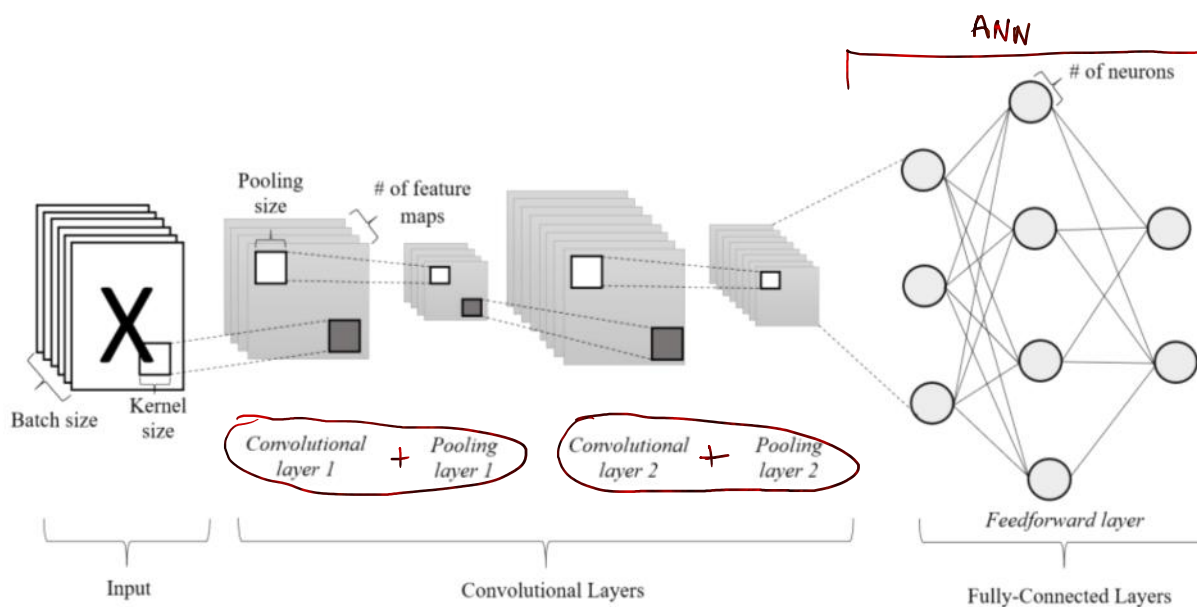 ANN
# of neurons
Pooling
size
# of feature
maps
X
Batch size
Kernel
size
Convolutional
layer 1
+
Pooling
layer 1
Convolutional
layer 2
+
Pooling
layer 2
Feedforward layer
Input
Convolutional Layers
Fully-Connected Layers